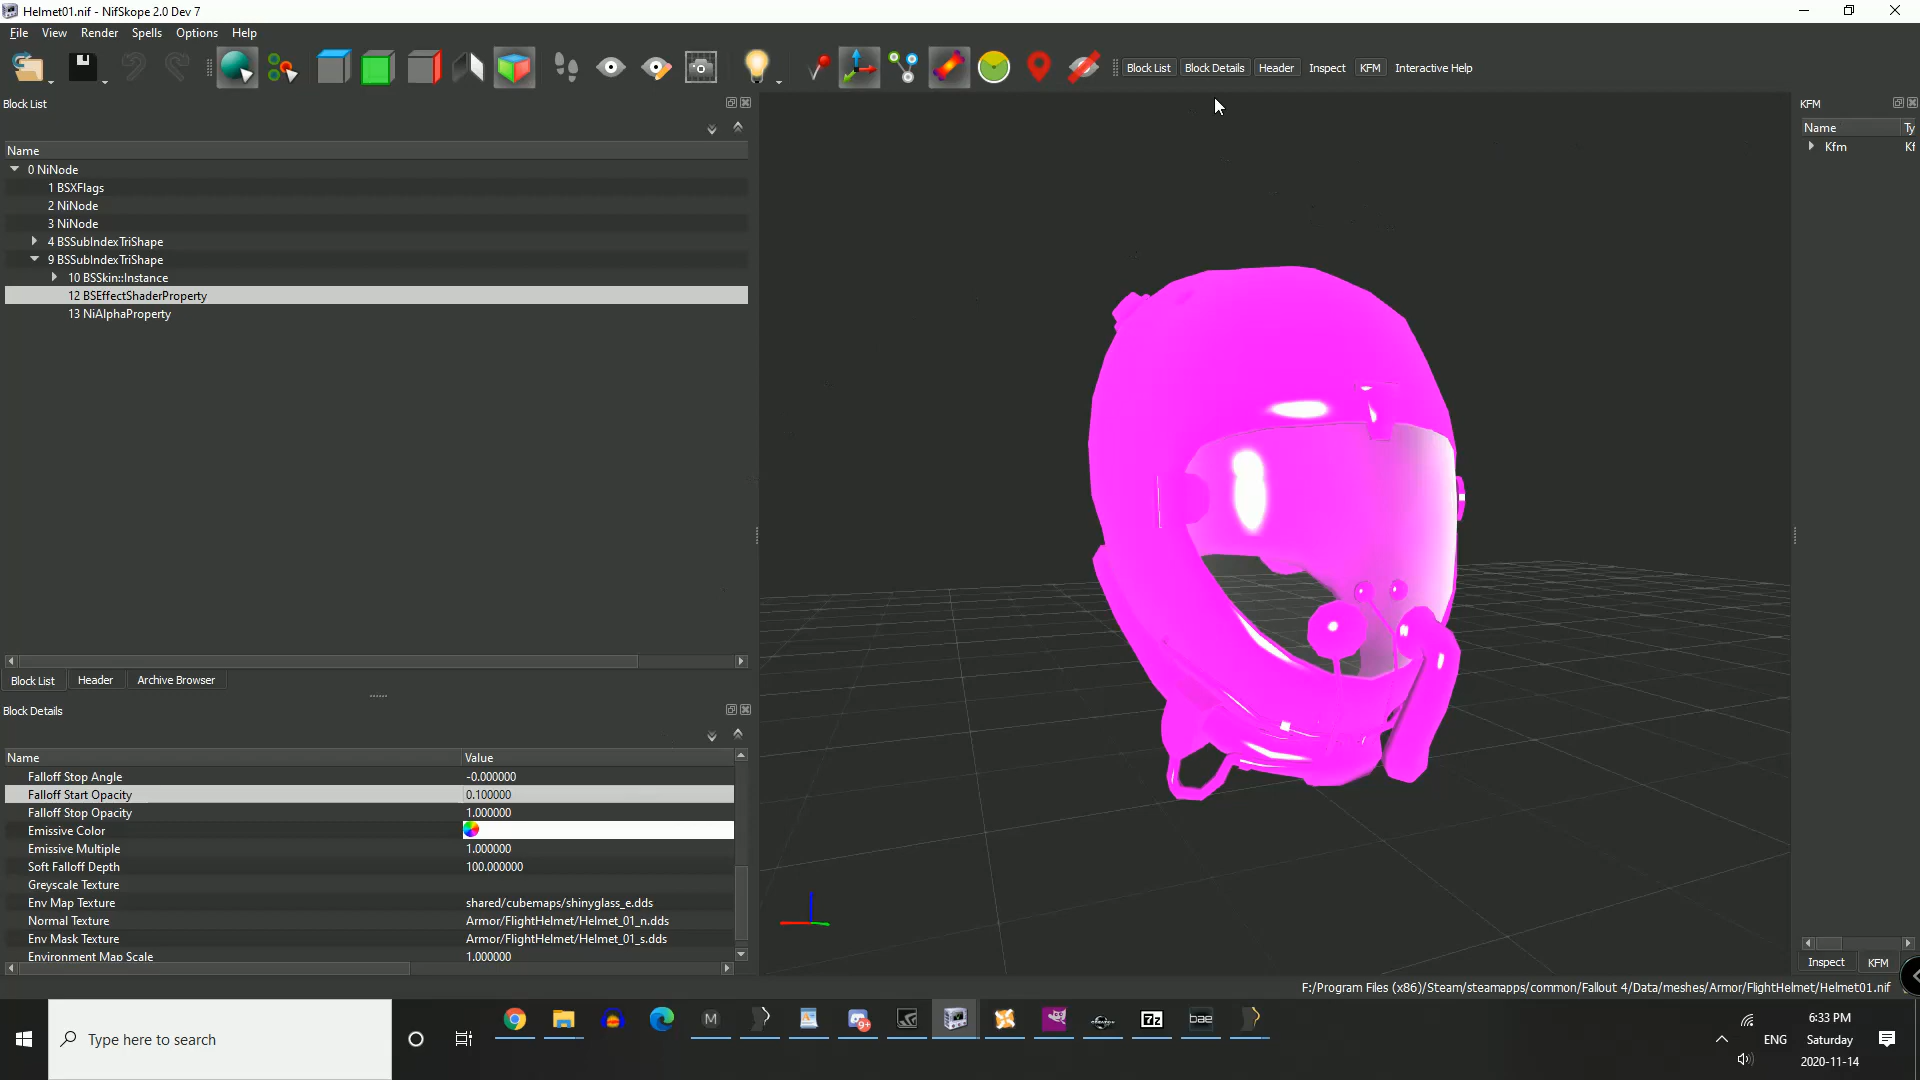 Helmet01.nif - NifSkope 2.0 Dev 7
File View Render Spells Options Help
Block List Block Details Header Inspect KFM Interactive Help
Block List
Name
0 NiNode
1 BSXFlags
2 NiNode
3 NiNode
4 BSSubIndexTriShape
9 BSSubIndexTriShape
10 BSSkin::Instance
12 BSEffectShaderProperty
13 NiAlphaProperty
Block List Header Archive Browser
Block Details
Name Value
Falloff Stop Angle -0.000000
Falloff Start Opacity 0.100000
Falloff Stop Opacity 1.000000
Emissive Color
Emissive Multiple 1.000000
Soft Falloff Depth 100.000000
Greyscale Texture
Env Map Texture shared/cubemaps/shinyglass_e.dds
Normal Texture Armor/FlightHelmet/Helmet_01_n.dds
Env Mask Texture Armor/FlightHelmet/Helmet_01_s.dds
Environment Map Scale 1.000000
KFM
Name Ty
Kfm Kf
Inspect KFM
F:/Program Files (x86)/Steam/steamapps/common/Fallout 4/Data/meshes/Armor/FlightHelmet/Helmet01.nif
Type here to search
M
9+
7z
bae
ENG
6:33 PM
Saturday
2020-11-14